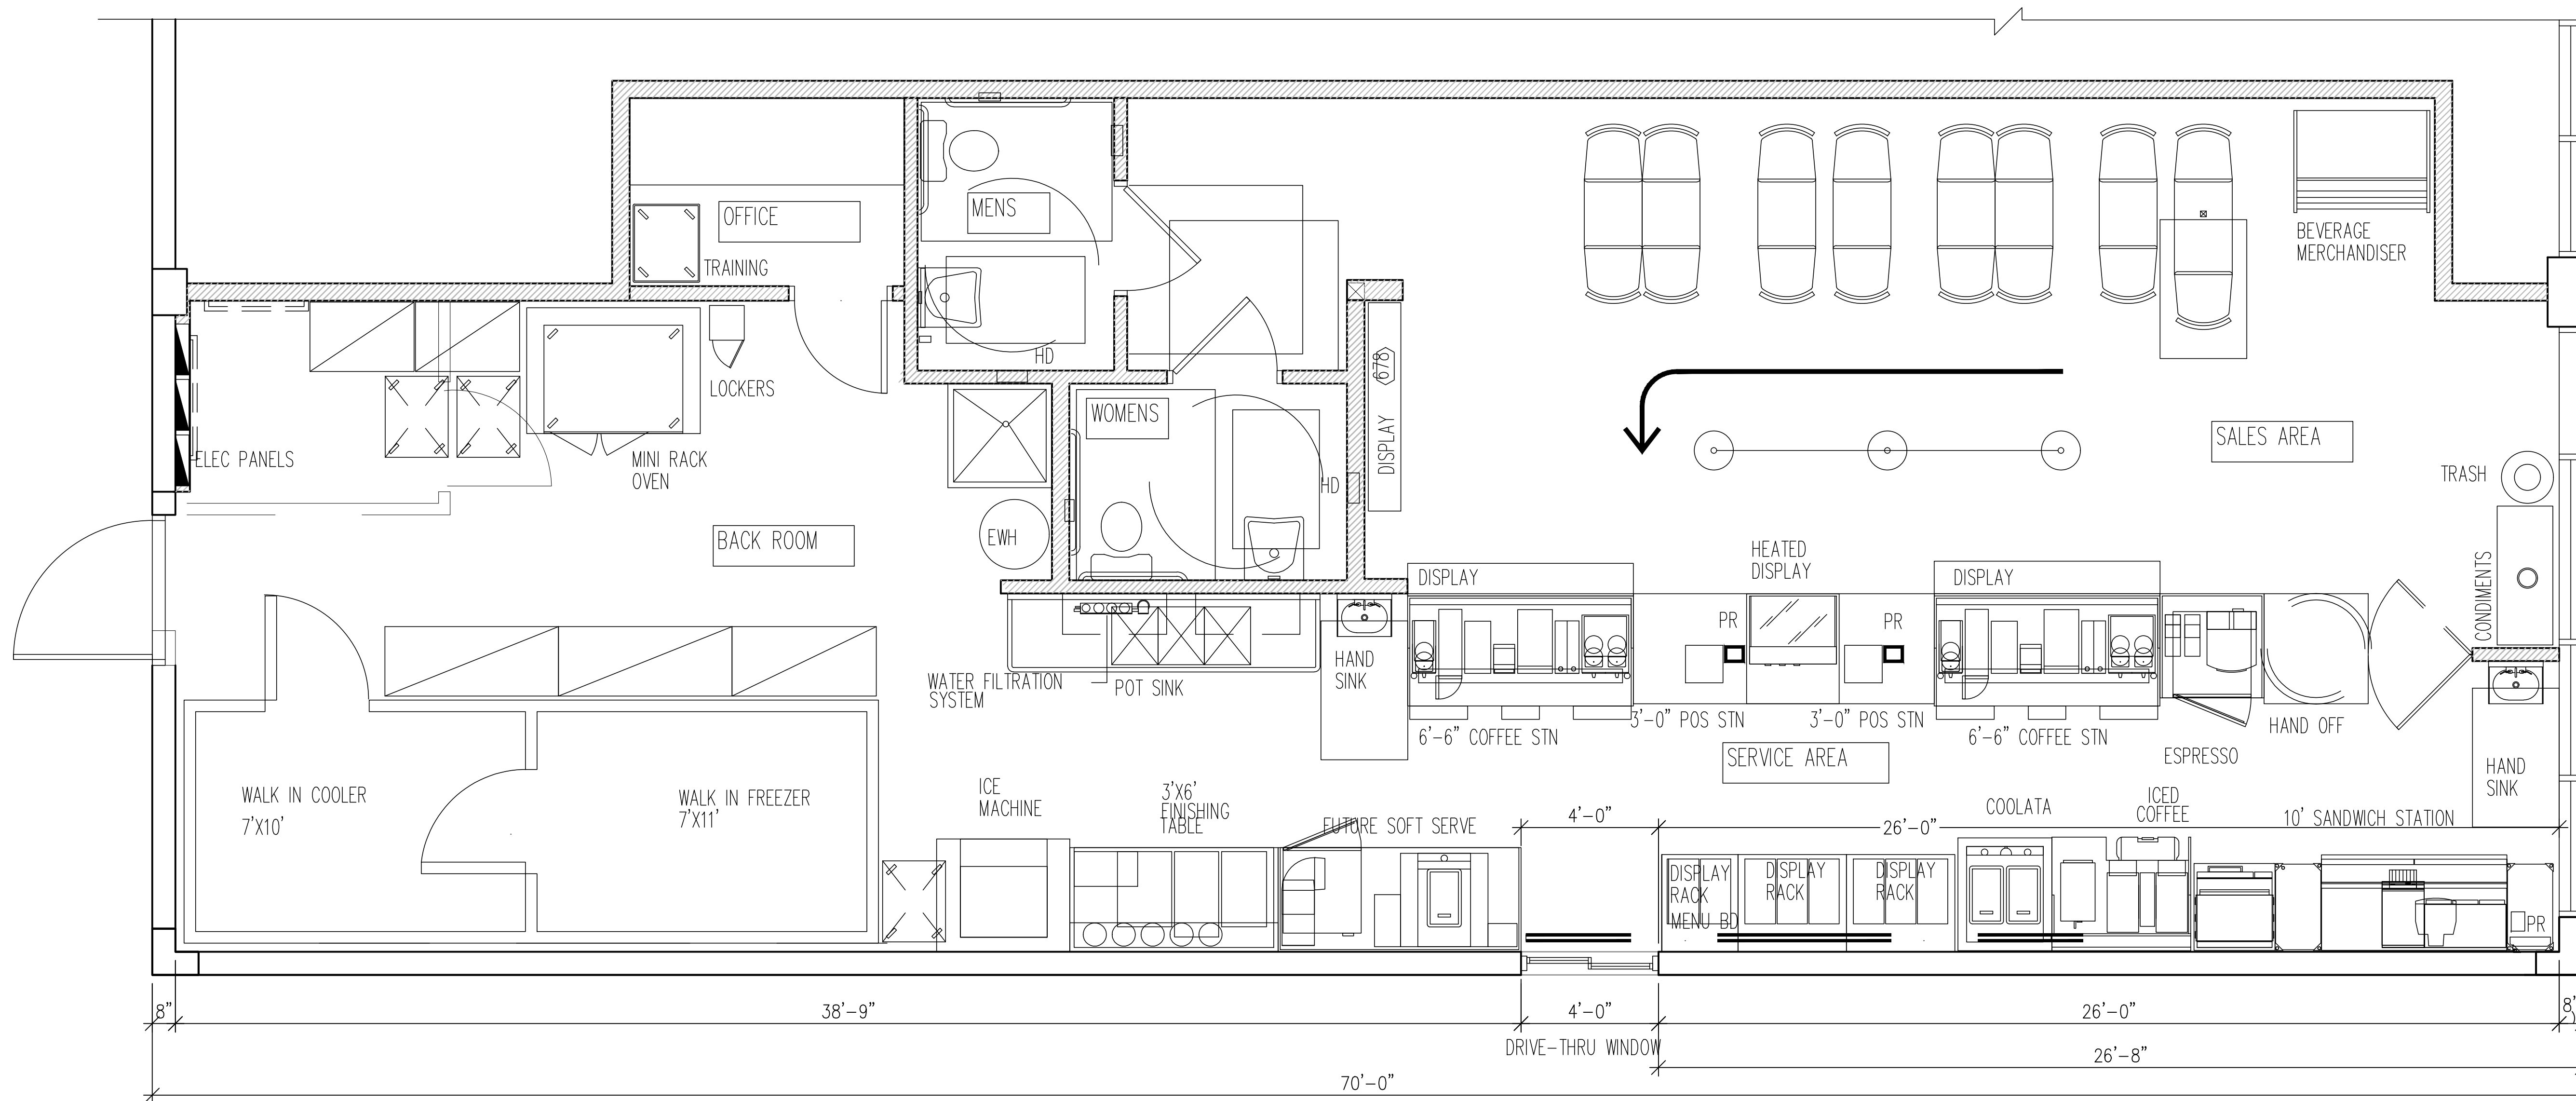 OFFICE
TRAINING
MENS
HD
LOCKERS
MINI RACK
OVEN
ELEC PANELS
BACK ROOM
EWH
WOMENS
HD
678
DISPLAY
BEVERAGE
MERCHANDISER
SALES AREA
TRASH
CONDIMENTS
DISPLAY
HEATED
DISPLAY
DISPLAY
PR
PR
WATER FILTRATION
SYSTEM
POT SINK
HAND
SINK
3'-0" POS STN
3'-0" POS STN
6'-6" COFFEE STN
6'-6" COFFEE STN
SERVICE AREA
ESPRESSO
HAND OFF
HAND
SINK
WALK IN COOLER
7'X10'
WALK IN FREEZER
7'X11'
ICE
MACHINE
3'X6'
FINISHING
TABLE
FUTURE SOFT SERVE
4'-0"
26'-0"
COOLATA
ICED
COFFEE
10' SANDWICH STATION
DISPLAY
RACK
DISPLAY
RACK
DISPLAY
RACK
MENU BD
PR
8"
38'-9"
4'-0"
26'-0"
8"
DRIVE-THRU WINDOW
26'-8"
70'-0"